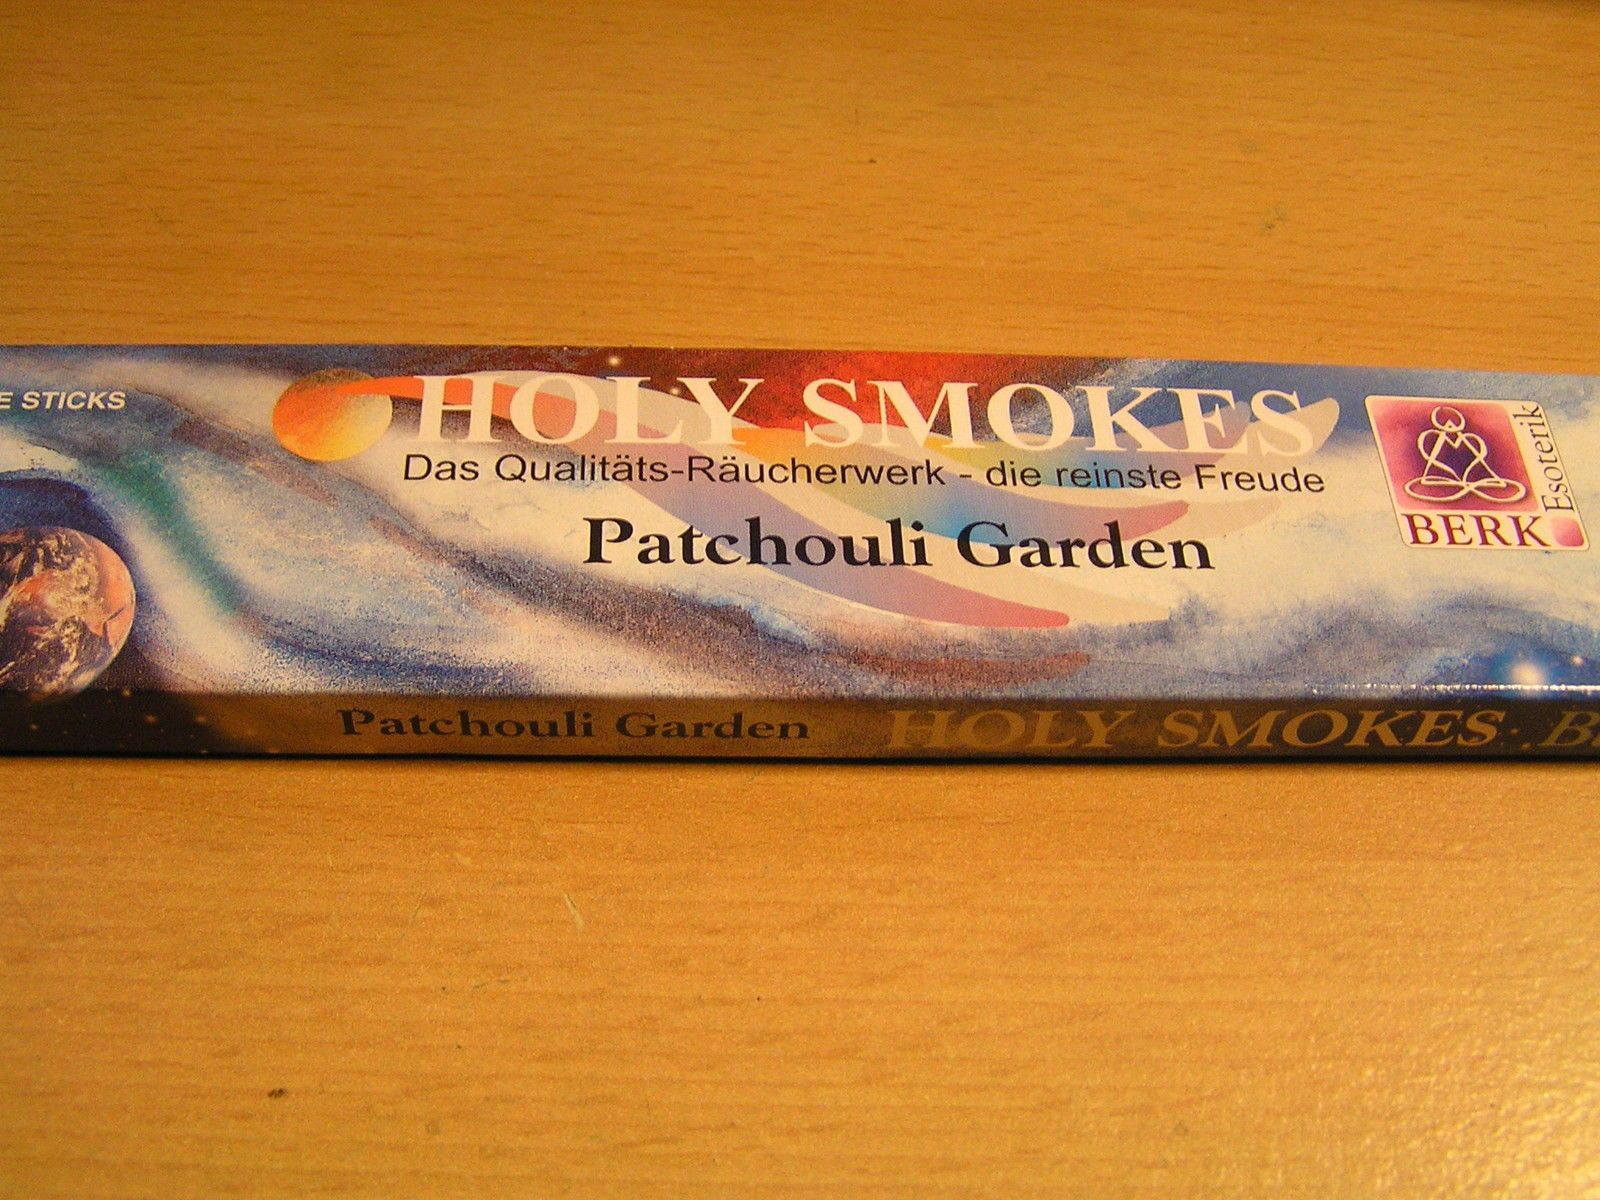 E STICKS
HOLY SMOKES
Das Qualitäts-Räucherwerk - die reinste Freude
Patchouli Garden
BERK
Esoterik
Patchouli Garden HOLY SMOKES